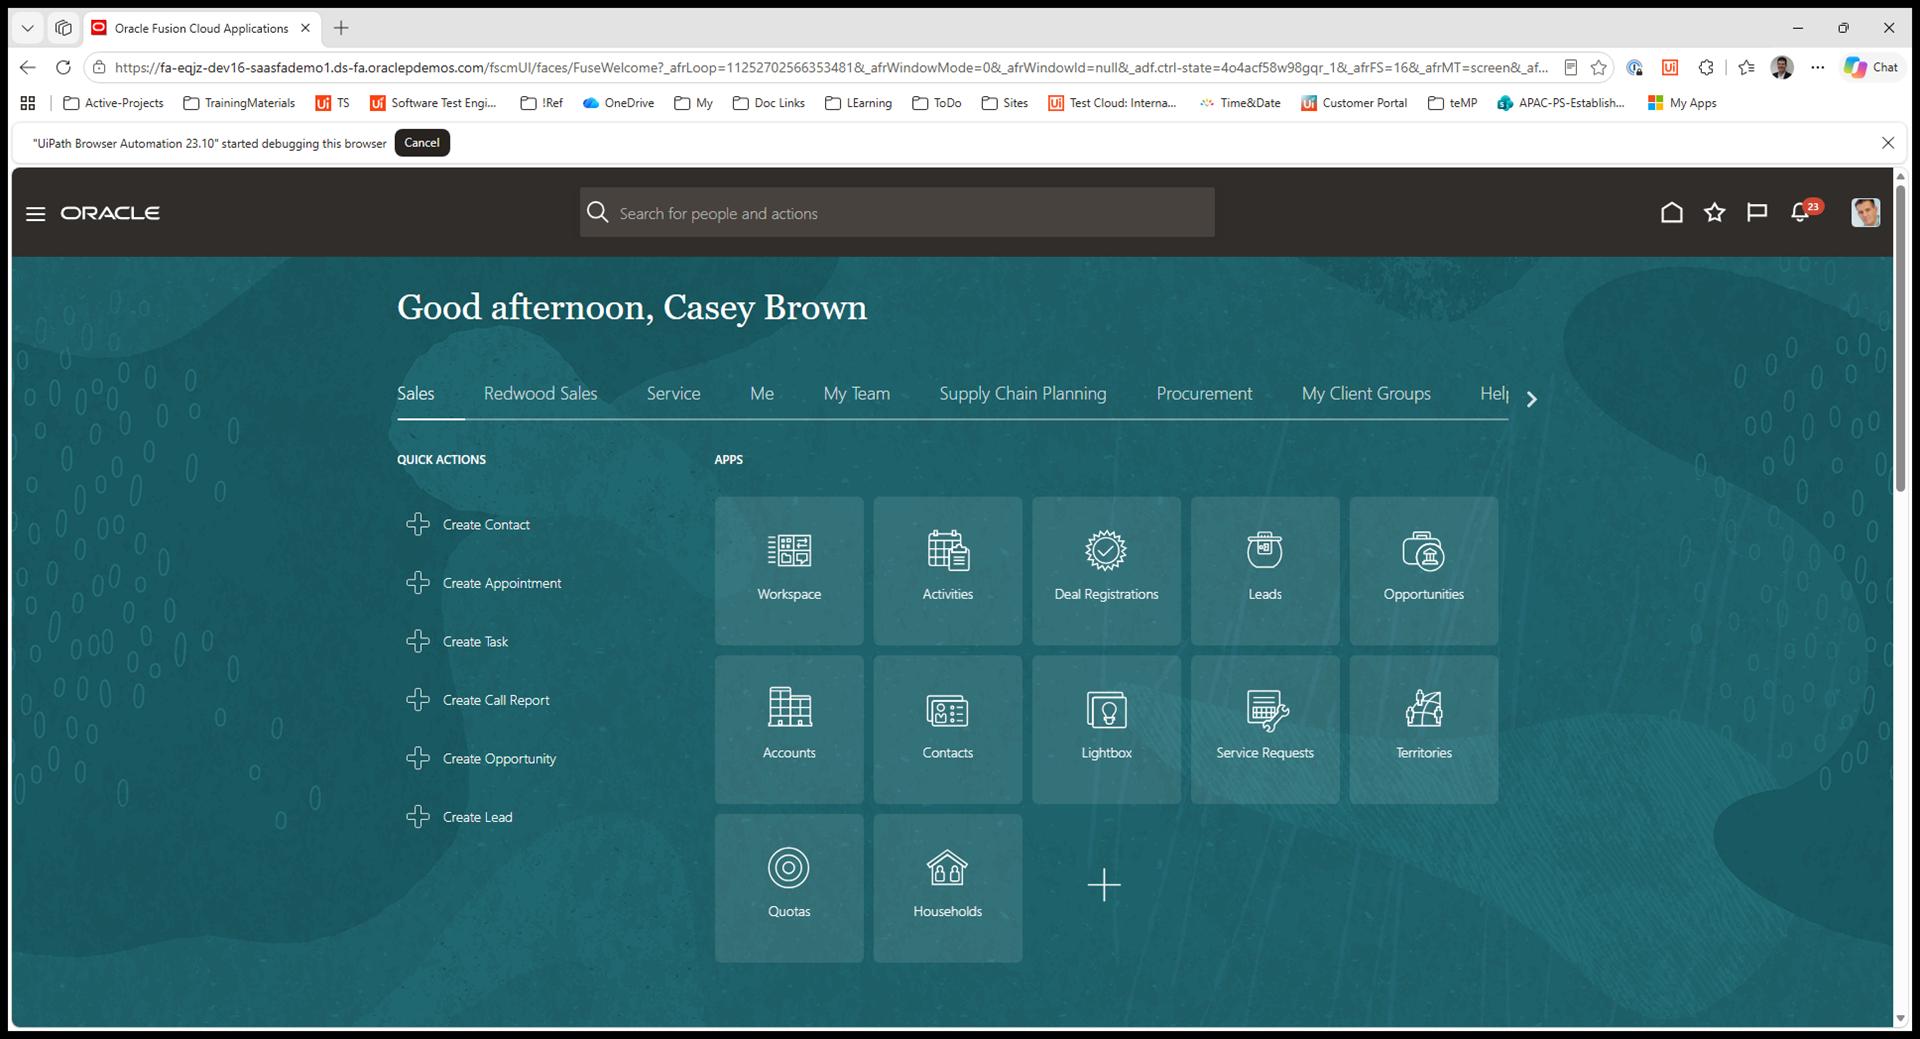 Oracle Fusion Cloud Applications
https://fa-eqjz-dev16-saasfademo1.ds-fa.oraclepdemos.com/fscmUI/faces/FuseWelcome?_afrLoop=11252702566353481&_afrWindowMode=0&_afrWindowId=null&_adf.ctrl-state=4o4acf58w98gqr_1&_afrFS=16&_afrMT=screen&_af...
Chat
Active-Projects TrainingMaterials Ui TS Ui Software Test Engi... !Ref OneDrive My Doc Links LEarning ToDo Sites Ui Test Cloud: Interna... Time&Date Ui Customer Portal teMP APAC-PS-Establish... My Apps
"UiPath Browser Automation 23.10" started debugging this browser Cancel
ORACLE Search for people and actions 23
Good afternoon, Casey Brown
Sales Redwood Sales Service Me My Team Supply Chain Planning Procurement My Client Groups Help
QUICK ACTIONS APPS
Create Contact
Create Appointment
Create Task
Create Call Report
Create Opportunity
Create Lead
Workspace Activities Deal Registrations Leads Opportunities
Accounts Contacts Lightbox Service Requests Territories
Quotas Households